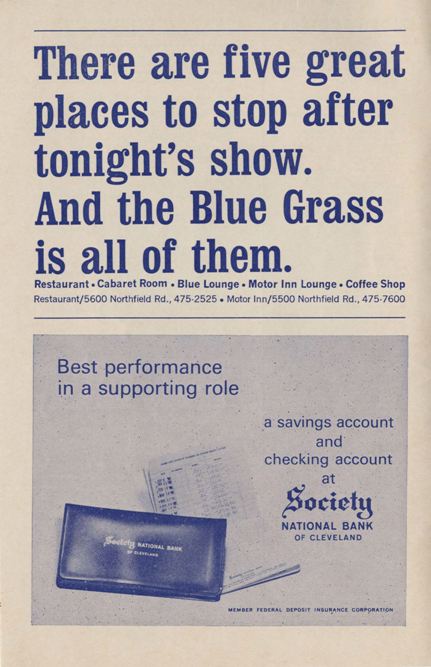 There are five great
places to stop after
tonight's show.
And the Blue Grass
is all of them.
Restaurant • Cabaret Room • Blue Lounge • Motor Inn Lounge • Coffee Shop
Restaurant/5600 Northfield Rd., 475-2525 • Motor Inn/5500 Northfield Rd., 475-7600
Best performance
in a supporting role
a savings account
and
checking account
at
Society
NATIONAL BANK
OF CLEVELAND
Society NATIONAL BANK
OF CLEVELAND
MEMBER FEDERAL DEPOSIT INSURANCE CORPORATION